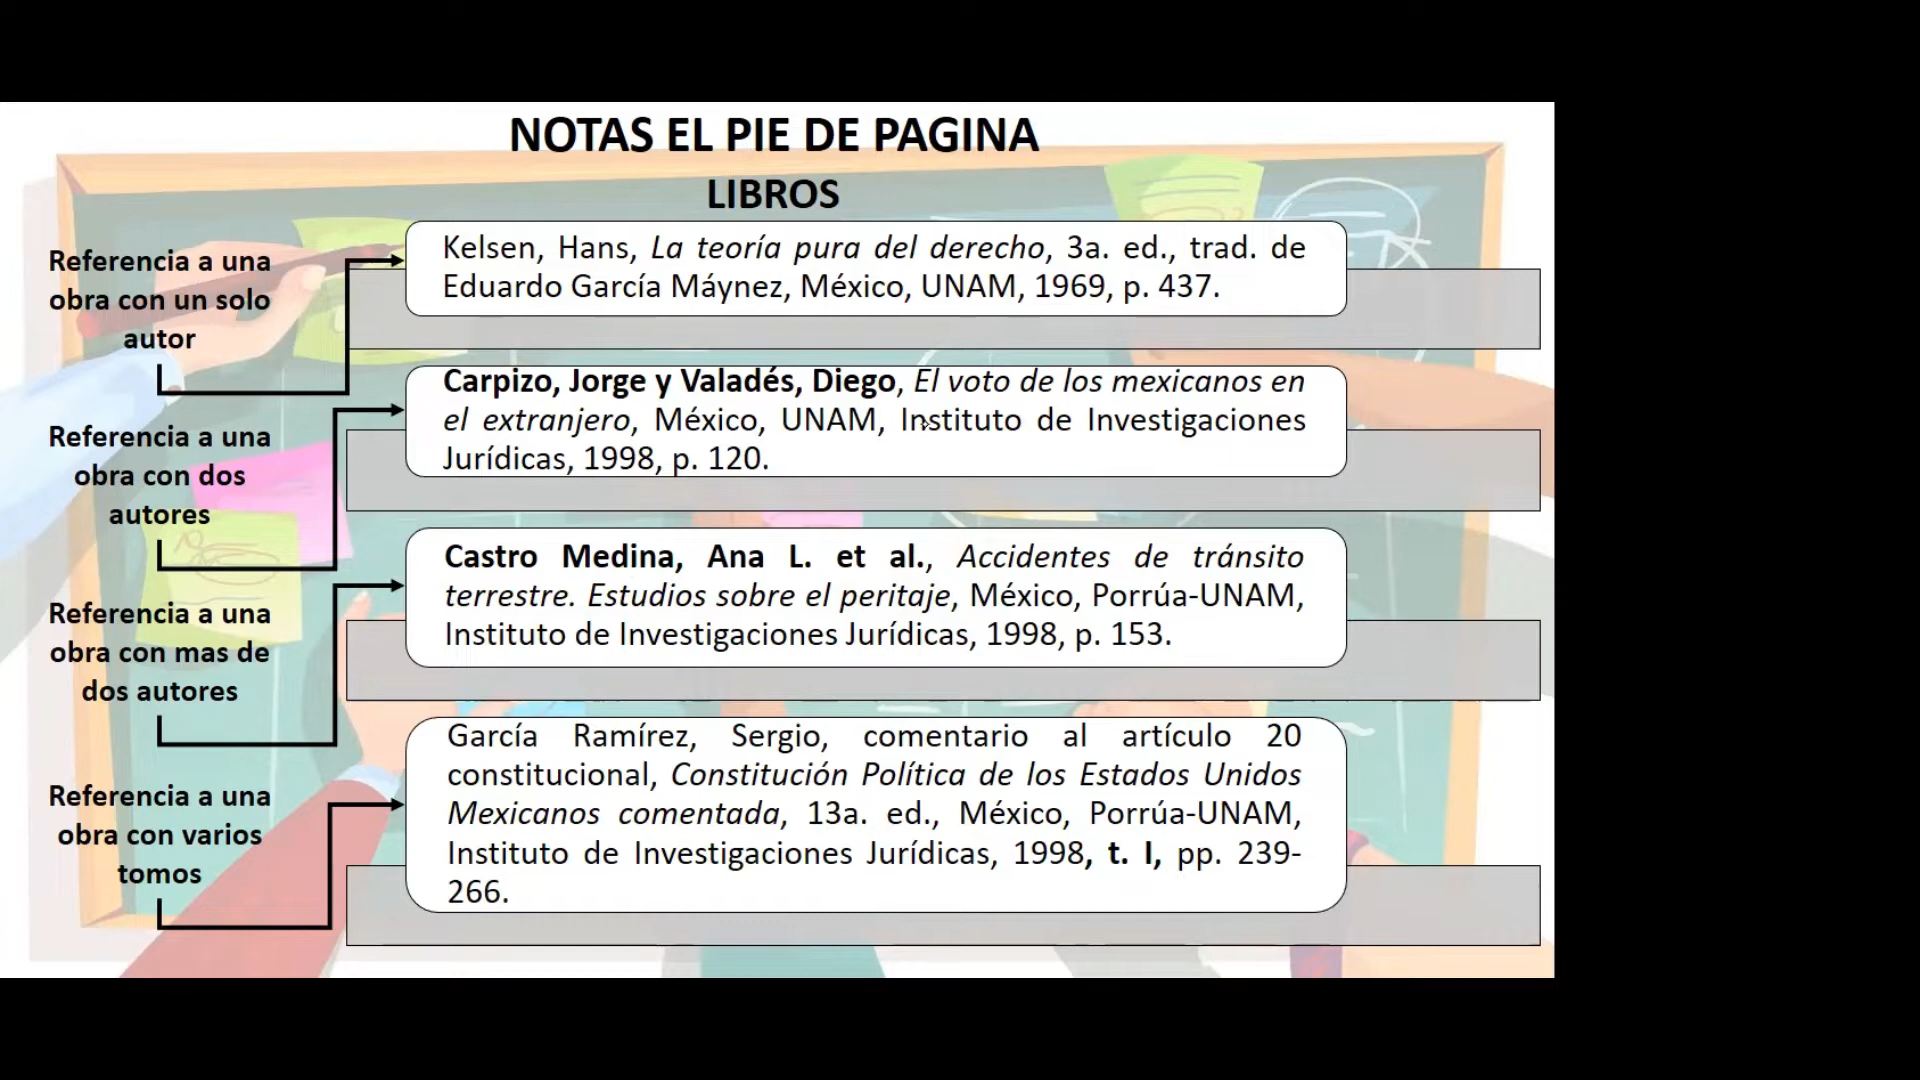 NOTAS EL PIE DE PAGINA
LIBROS
Referencia a una
obra con un solo
autor
Kelsen, Hans, La teoría pura del derecho, 3a. ed., trad. de
Eduardo García Máynez, México, UNAM, 1969, p. 437.
Referencia a una
obra con dos
autores
Carpizo, Jorge y Valadés, Diego, El voto de los mexicanos en
el extranjero, México, UNAM, Instituto de Investigaciones
Jurídicas, 1998, p. 120.
Referencia a una
obra con mas de
dos autores
Castro Medina, Ana L. et al., Accidentes de tránsito
terrestre. Estudios sobre el peritaje, México, Porrúa-UNAM,
Instituto de Investigaciones Jurídicas, 1998, p. 153.
Referencia a una
obra con varios
tomos
García Ramírez, Sergio, comentario al artículo 20
constitucional, Constitución Política de los Estados Unidos
Mexicanos comentada, 13a. ed., México, Porrúa-UNAM,
Instituto de Investigaciones Jurídicas, 1998, t. I, pp. 239-
266.